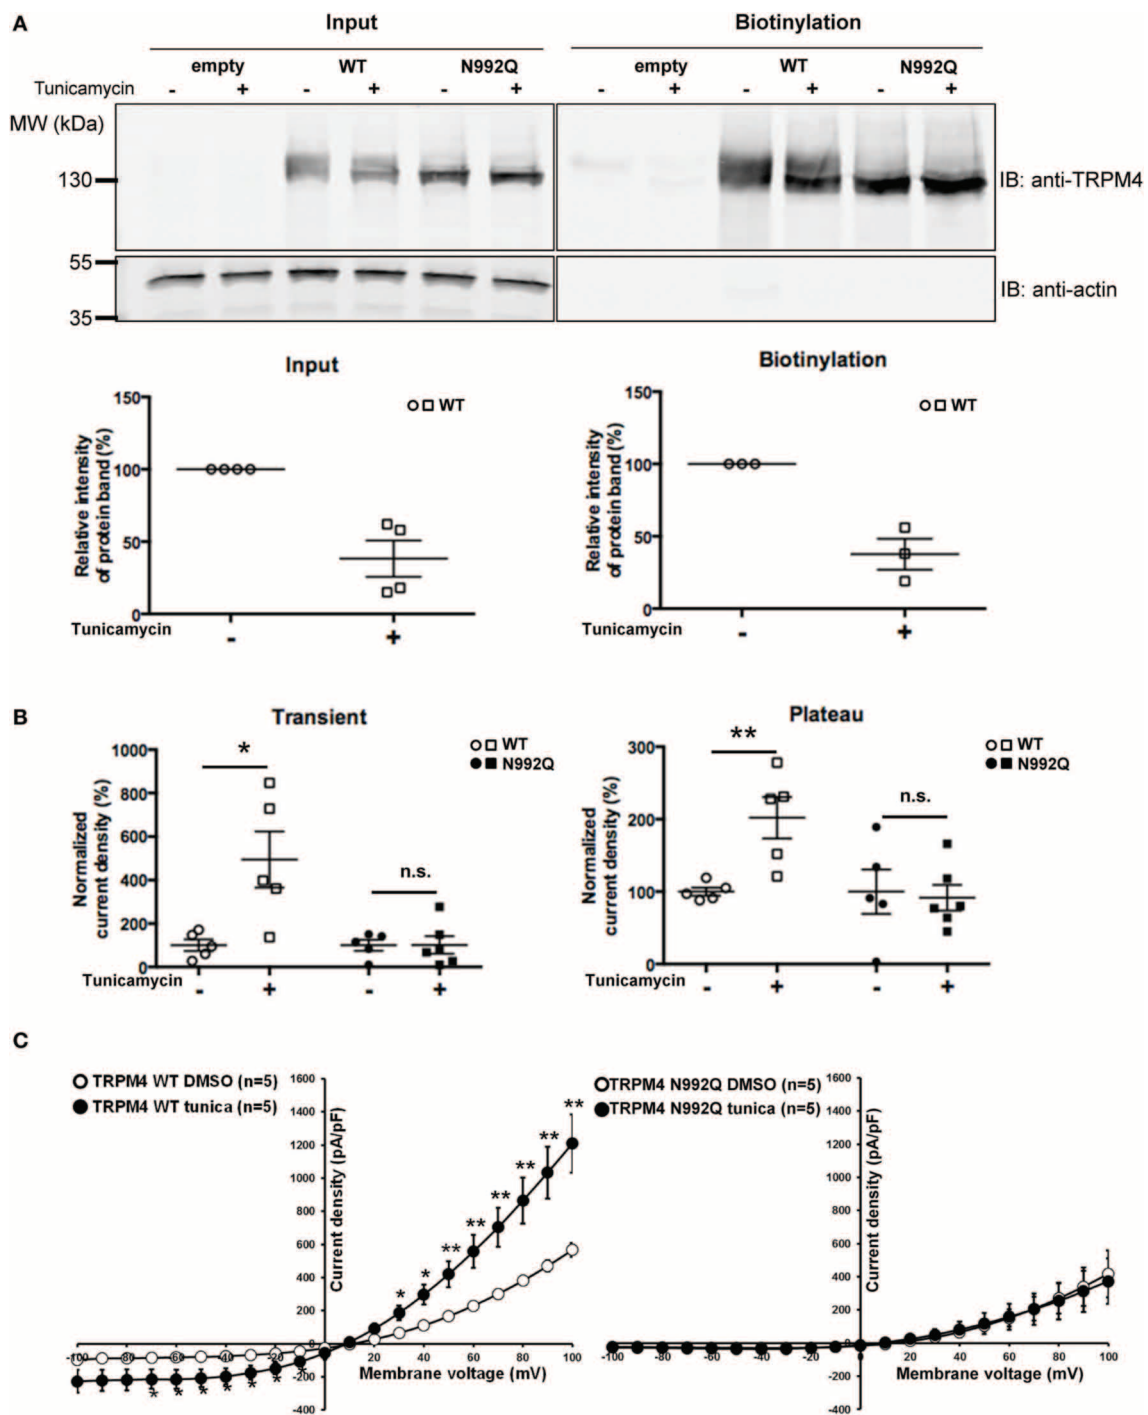 A
Input
Biotinylation
empty WT N992Q empty WT N992Q
Tunicamycin - + - + - + - + - + - +
MW (kDa)
130
IB: anti-TRPM4
55
IB: anti-actin
35
Input
Relative intensity
of protein band (%)
150
100
50
0
WT
Tunicamycin - +
Biotinylation
Relative intensity
of protein band (%)
150
100
50
0
WT
Tunicamycin - +
B
Transient
Normalized
current density (%)
1000
800
600
400
200
0
*
n.s.
WT
N992Q
Tunicamycin - + - +
Plateau
Normalized
current density (%)
300
200
100
0
**
n.s.
WT
N992Q
Tunicamycin - + - +
C
TRPM4 WT DMSO (n=5)
TRPM4 WT tunica (n=5)
Current density (pA/pF)
1600
1400
1200
1000
800
600
400
200
0
-200
-400
-100 -80 -60 -40 -20 20 40 60 80 100
Membrane voltage (mV)
* * ** ** ** ** ** ** **
* * * * * * *
TRPM4 N992Q DMSO (n=5)
TRPM4 N992Q tunica (n=5)
Current density (pA/pF)
1600
1400
1200
1000
800
600
400
200
0
-200
-400
-100 -80 -60 -40 -20 0 20 40 60 80 100
Membrane voltage (mV)